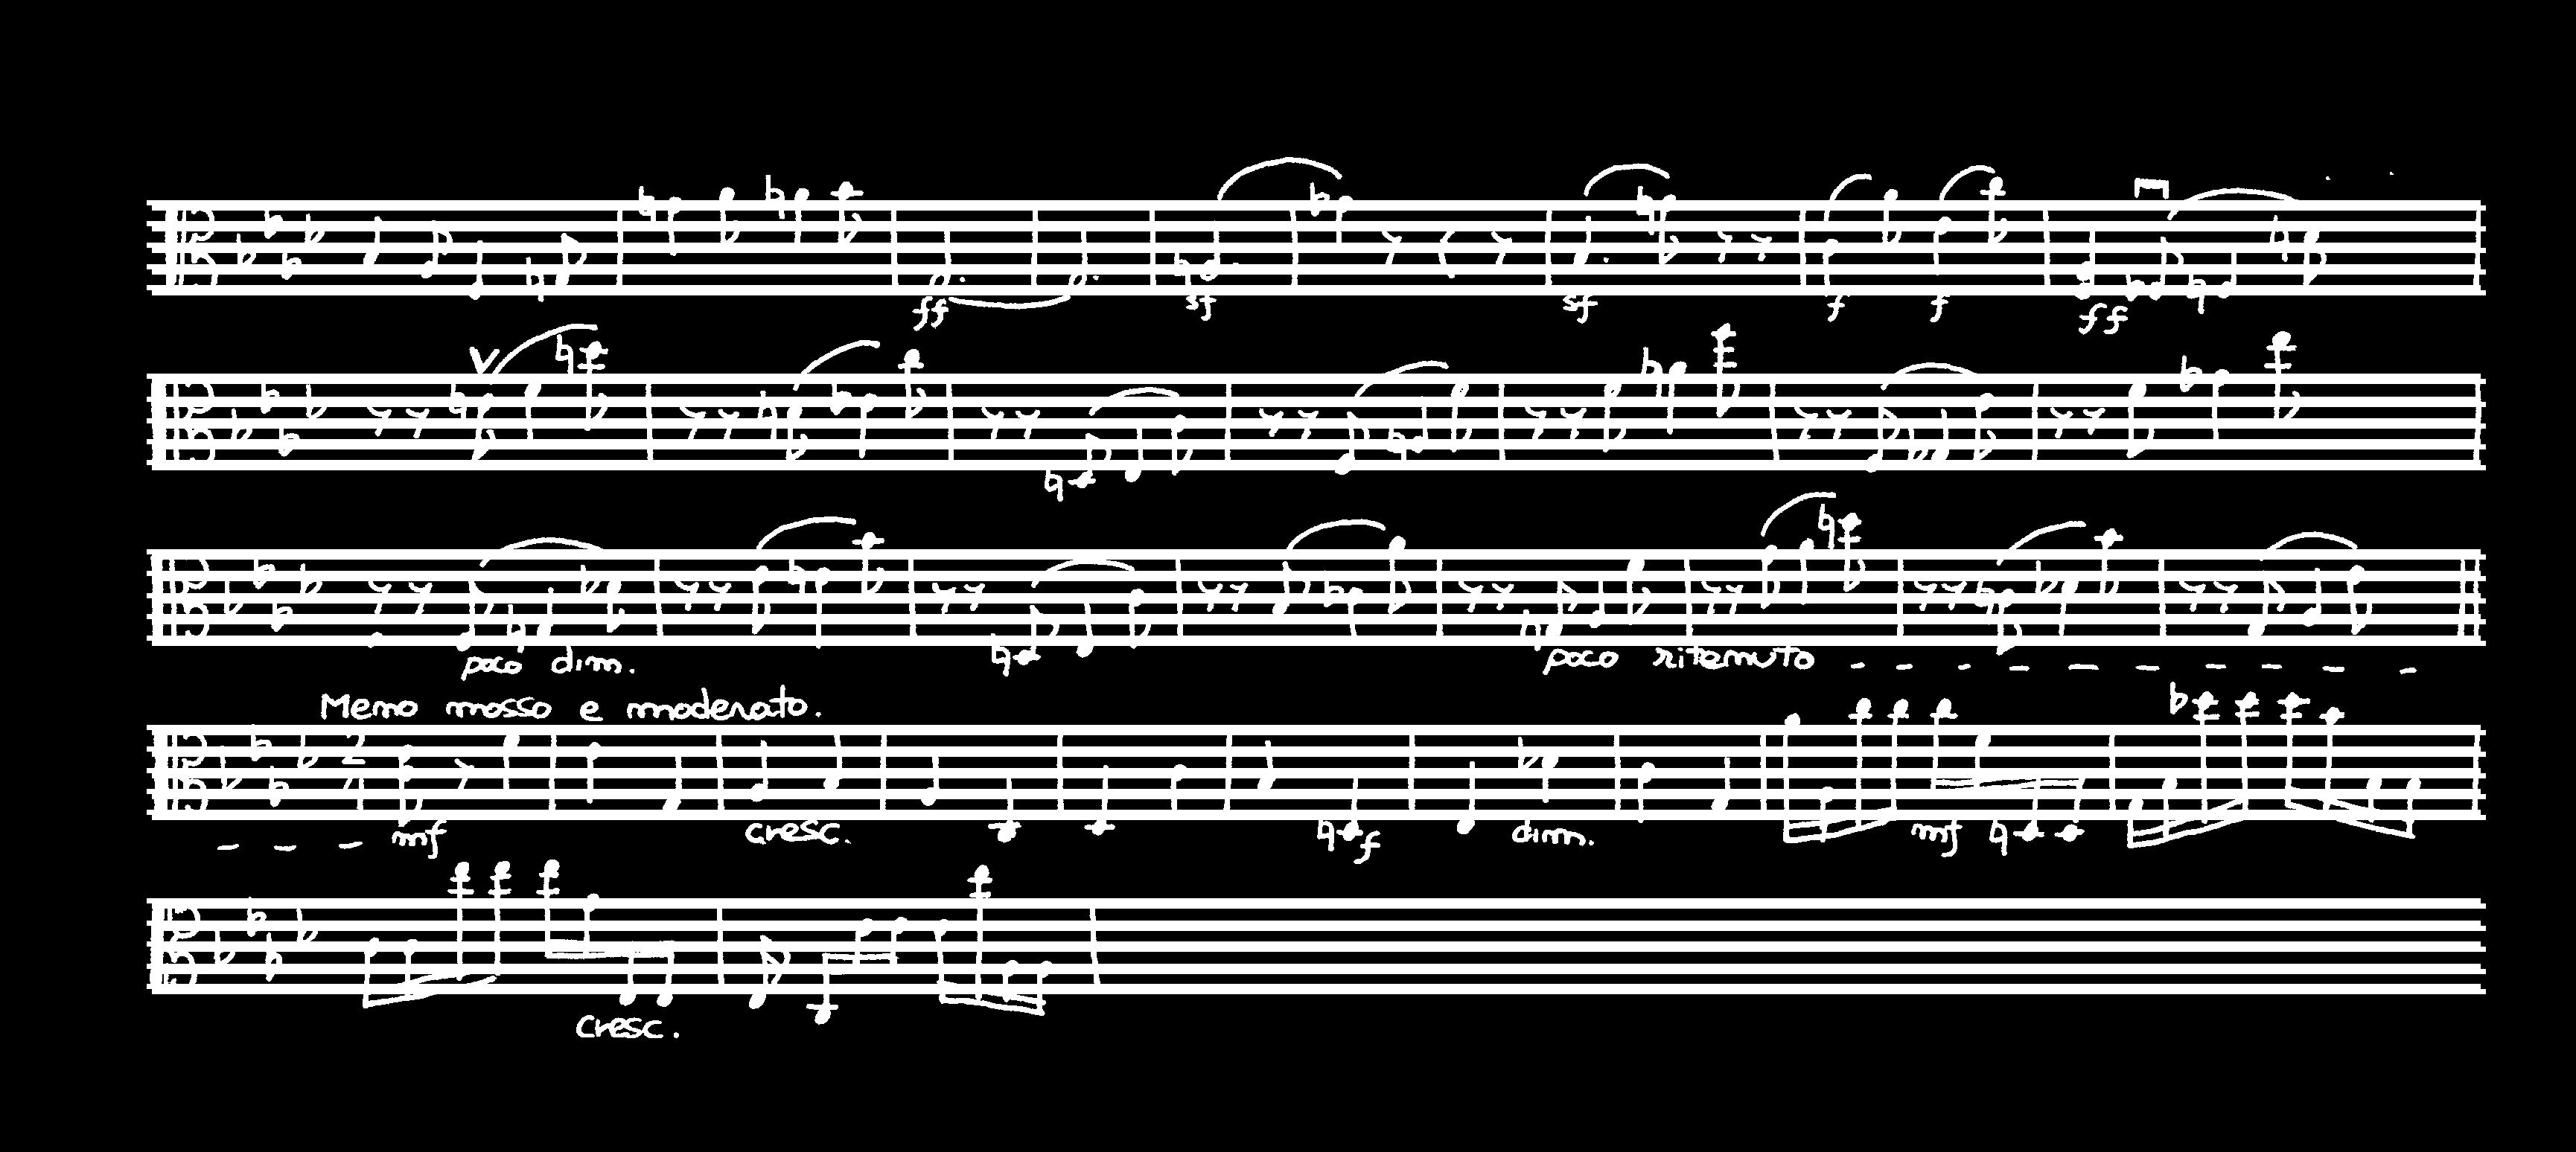 ff sf sf f f ff
poco dim. poco ritenuto
Meno mosso e moderato.
2
4
mf cresc. f dim. mf
cresc.